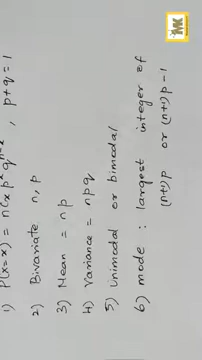 1) P(X=x) = nCx p^x q^n-x , p+q=1
2) Bivariate n, p
3) Mean = np
4) Variance = npq
5) Unimodal or bimodal
6) mode : largest integer of
(n+1)p or (n+1)p-1